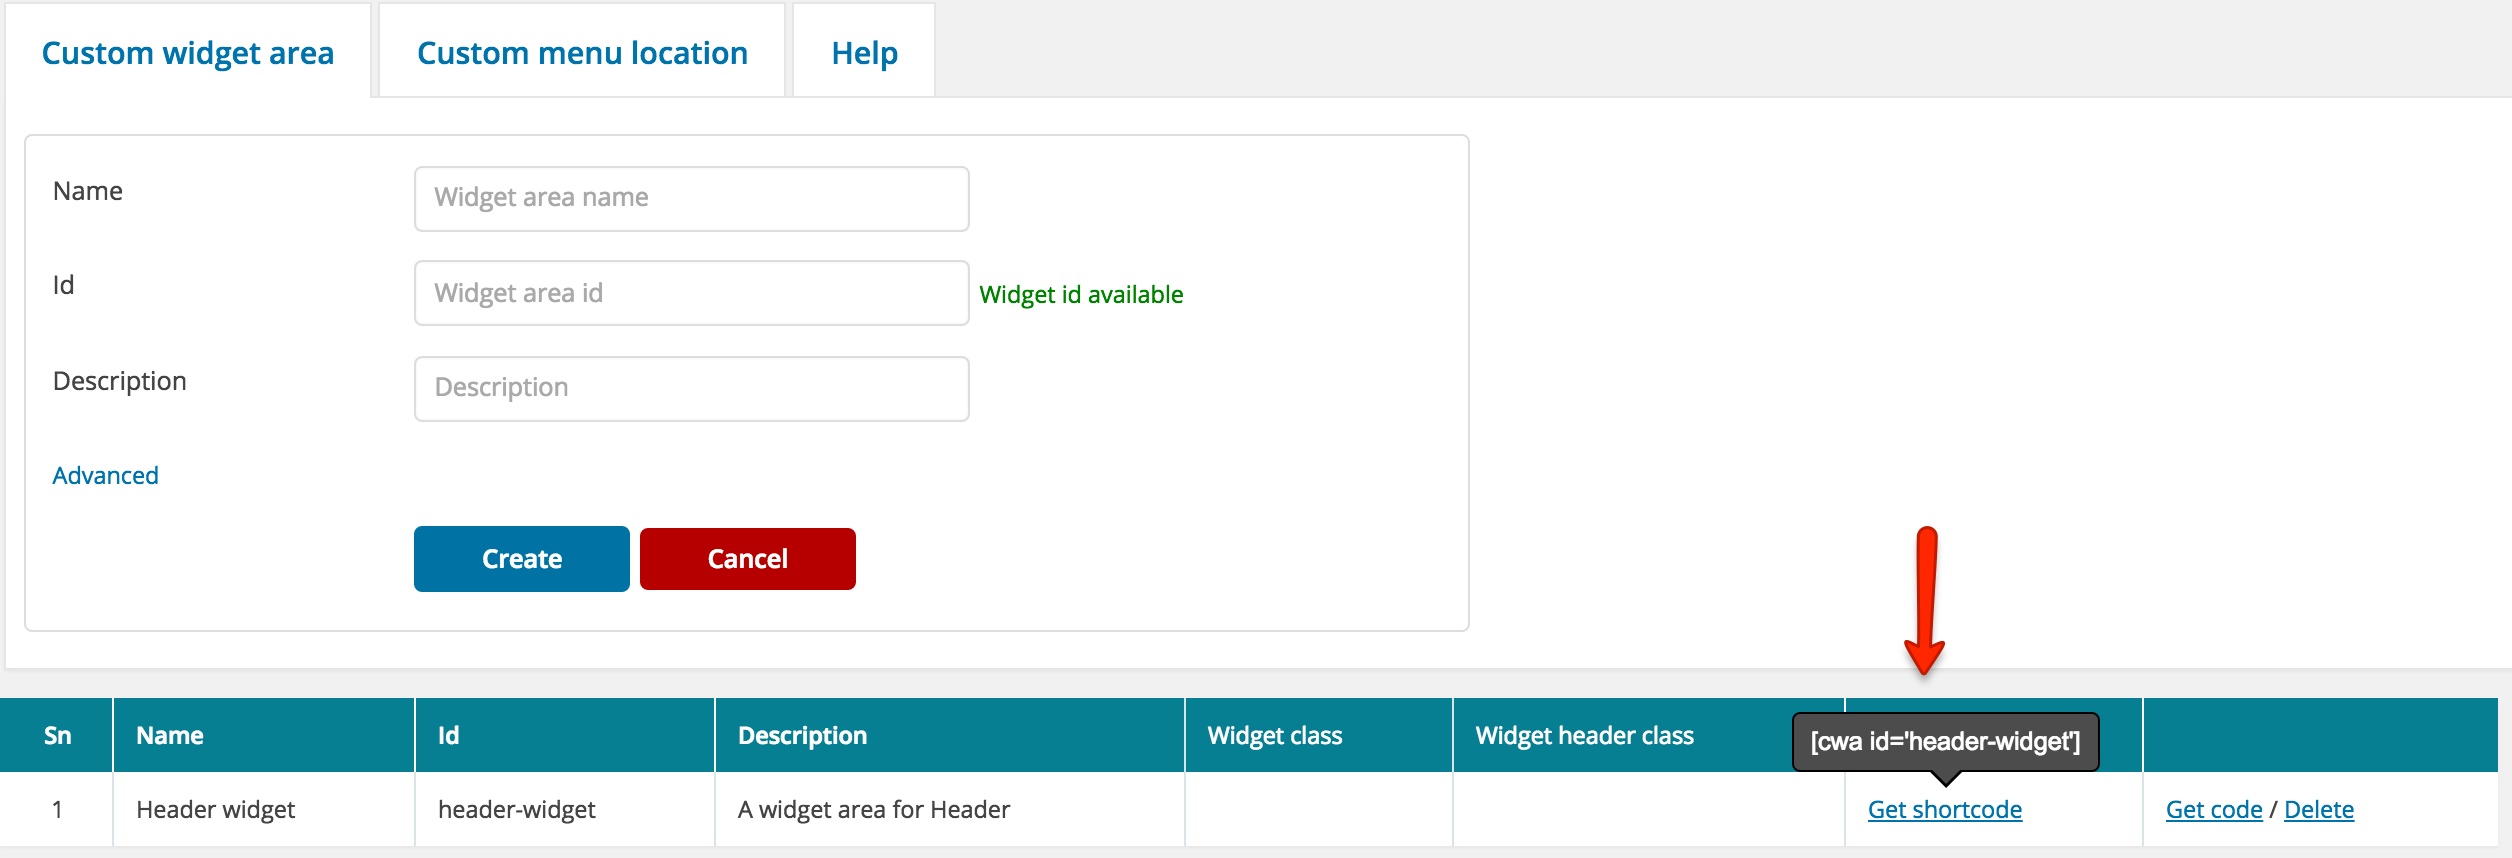 Custom widget area Custom menu location Help
Name Widget area name
Id Widget area id Widget id available
Description Description
Advanced
Create Cancel
Sn Name Id Description Widget class Widget header class [cwa id='header-widget']
1 Header widget header-widget A widget area for Header Get shortcode Get code / Delete